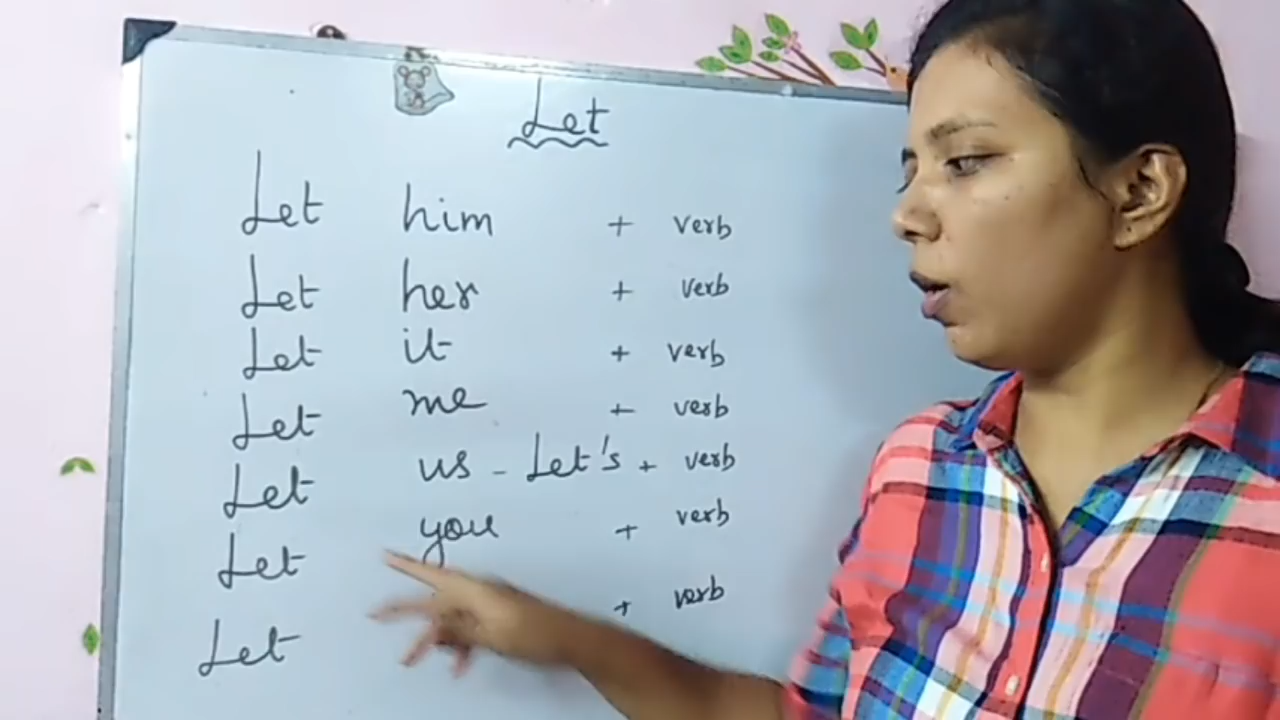 Let
Let him + verb
Let her + verb
Let it + verb
Let me + verb
Let us - Let's + verb
Let you + verb
Let + verb